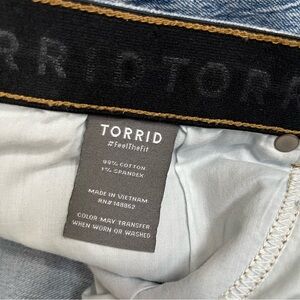 RRID TORR
TORRID
#FeelTheFit
99% COTTON
1% SPANDEX
MADE IN VIETNAM
RN#148862
COLOR MAY TRANSFER
WHEN WORN OR WASHED